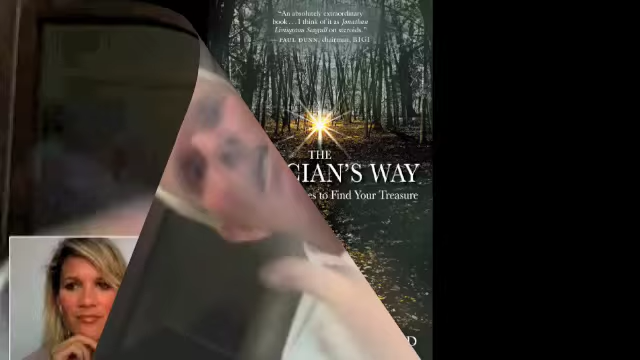 "An absolutely extraordinary
book . . . I think of it as Jonathan
Livingston Seagull on steroids."
— PAUL DUNN, chairman, B1G1
THE
CIAN'S WAY
es to Find Your Treasure
D